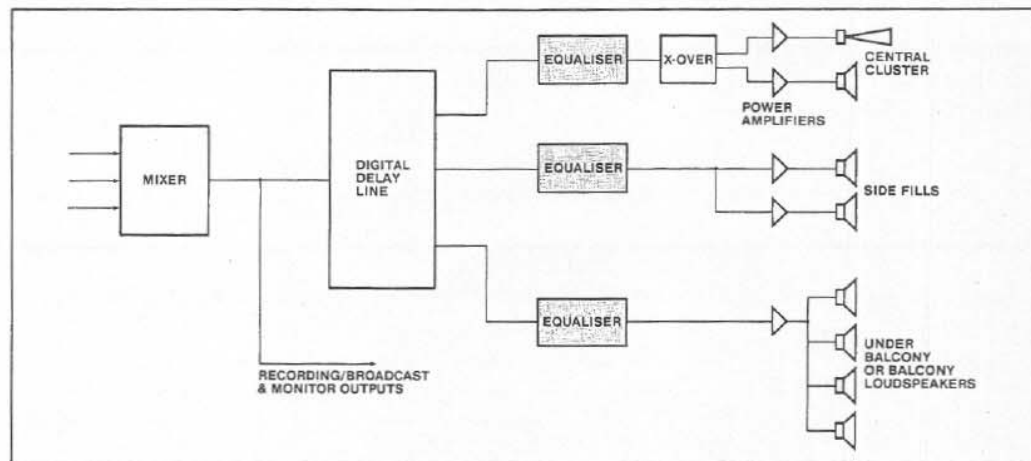 EQUALISER
X-OVER
CENTRAL
CLUSTER
POWER
AMPLIFIERS
MIXER
DIGITAL
DELAY
LINE
EQUALISER
SIDE FILLS
EQUALISER
UNDER
BALCONY
OR BALCONY
LOUDSPEAKERS
RECORDING/BROADCAST
& MONITOR OUTPUTS